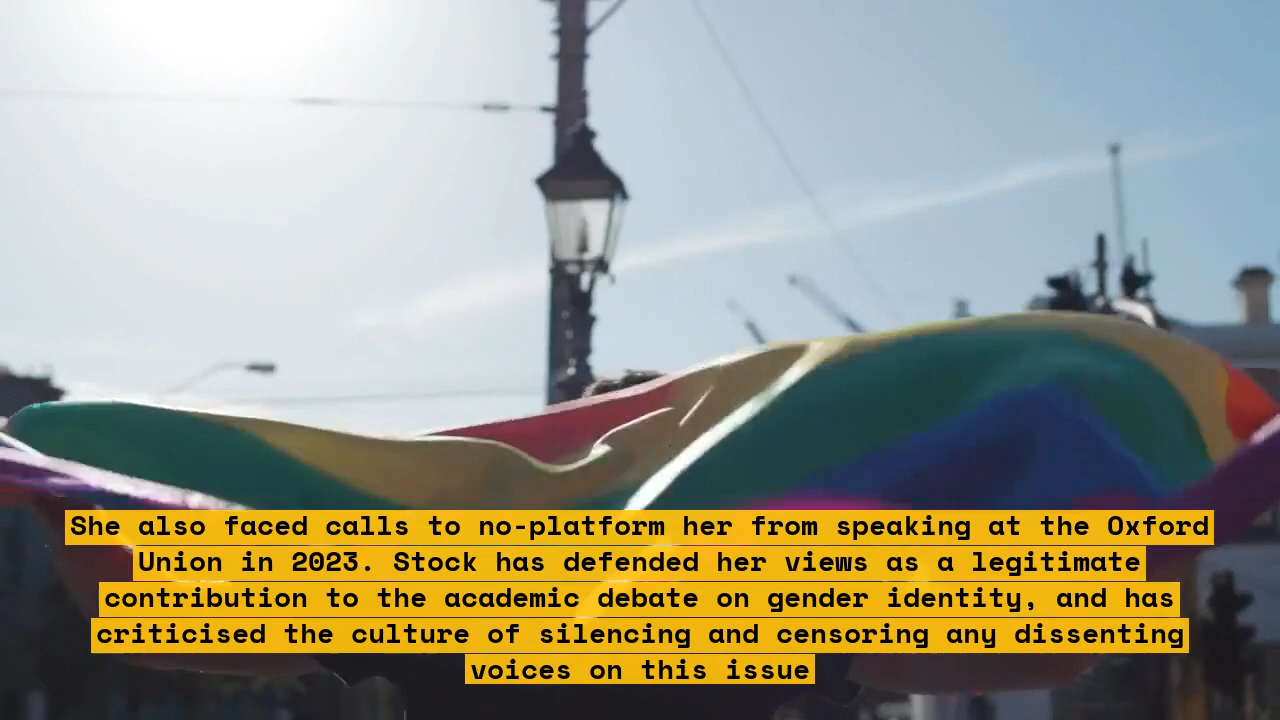 She also faced calls to no-platform her from speaking at the Oxford
Union in 2023. Stock has defended her views as a legitimate
contribution to the academic debate on gender identity, and has
criticised the culture of silencing and censoring any dissenting
voices on this issue